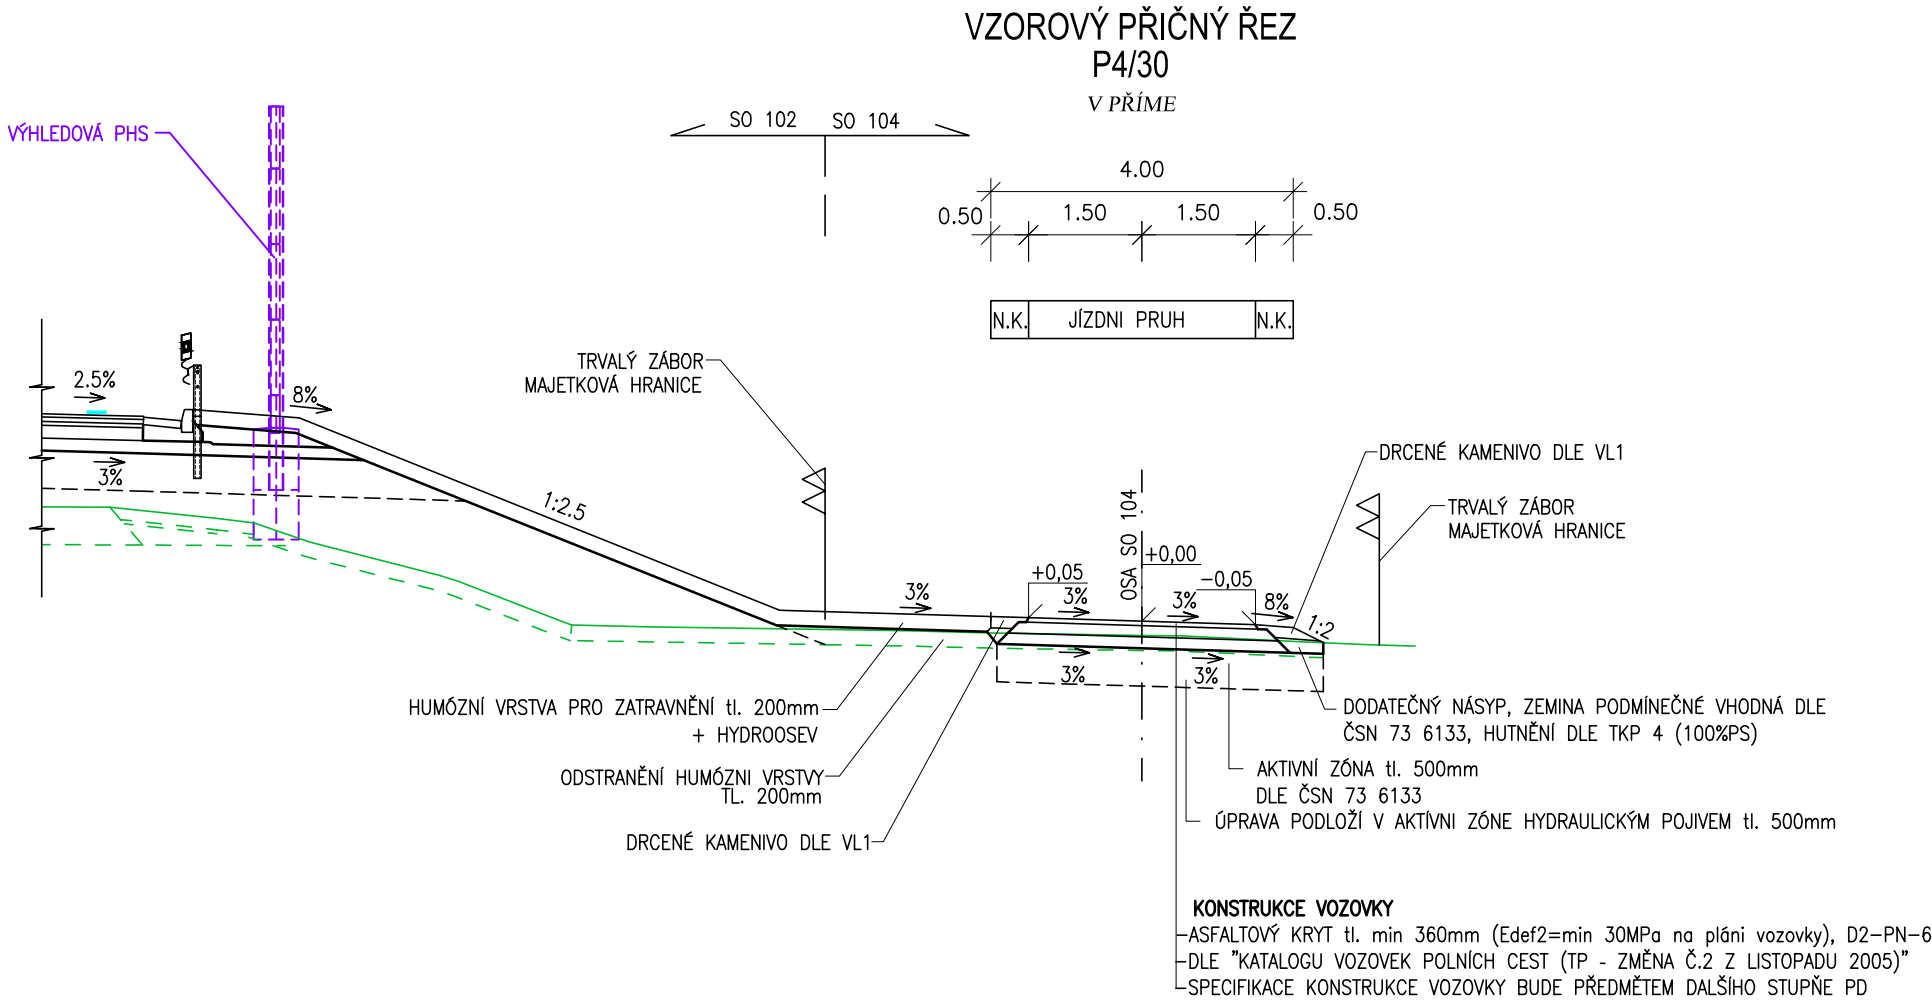 VZOROVÝ PŘIČNÝ ŘEZ
P4/30
V PŘÍME
VÝHLEDOVÁ PHS
SO 102
SO 104
4.00
0.50
1.50
1.50
0.50
N.K.
JÍZDNI PRUH
N.K.
TRVALÝ ZÁBOR
MAJETKOVÁ HRANICE
2.5%
8%
3%
1:2.5
DRCENÉ KAMENIVO DLE VL1
TRVALÝ ZÁBOR
MAJETKOVÁ HRANICE
OSA SO 104
+0,00
+0,05
-0,05
3%
3%
3%
8%
1:2
3%
3%
HUMÓZNÍ VRSTVA PRO ZATRAVNĚNÍ tl. 200mm
+ HYDROOSEV
ODSTRANĚNÍ HUMÓZNI VRSTVY
TL. 200mm
DRCENÉ KAMENIVO DLE VL1
DODATEČNÝ NÁSYP, ZEMINA PODMÍNEČNÉ VHODNÁ DLE
ČSN 73 6133, HUTNĚNÍ DLE TKP 4 (100%PS)
AKTIVNÍ ZÓNA tl. 500mm
DLE ČSN 73 6133
ÚPRAVA PODLOŽÍ V AKTÍVNI ZÓNE HYDRAULICKÝM POJIVEM tl. 500mm
KONSTRUKCE VOZOVKY
-ASFALTOVÝ KRYT tl. min 360mm (Edef2=min 30MPa na pláni vozovky), D2-PN-6
-DLE "KATALOGU VOZOVEK POLNÍCH CEST (TP - ZMĚNA Č.2 Z LISTOPADU 2005)"
-SPECIFIKACE KONSTRUKCE VOZOVKY BUDE PŘEDMĚTEM DALŠÍHO STUPŇE PD